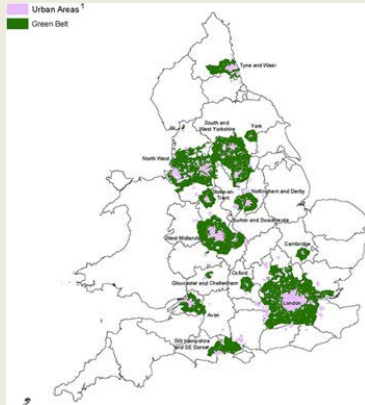 Urban Areas 1
Green Belt
Tyne and Wear
South and
West Yorkshire
York
North West
Stoke-on-
Trent
Nottingham and Derby
Burton and Swadlincote
West Midlands
Cambridge
Gloucester and Cheltenham
Oxford
London
Avon
SW Hampshire
and SE Dorset